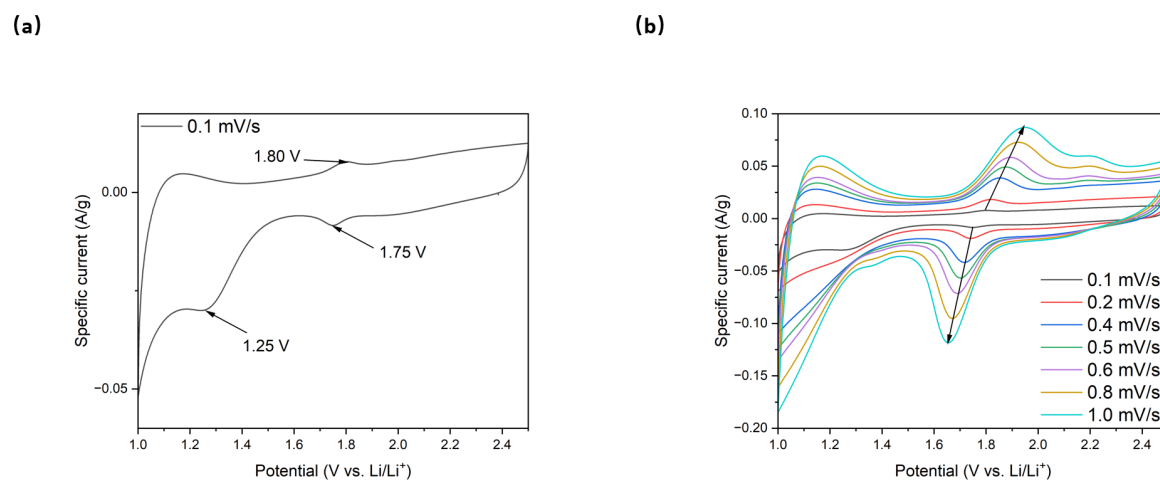 (a)
0.1 mV/s
1.80 V
1.75 V
1.25 V
0.00
−0.05
1.0 1.2 1.4 1.6 1.8 2.0 2.2 2.4
Specific current (A/g)
Potential (V vs. Li/Li⁺)
(b)
0.10
0.05
0.00
−0.05
−0.10
−0.15
−0.20
0.1 mV/s
0.2 mV/s
0.4 mV/s
0.5 mV/s
0.6 mV/s
0.8 mV/s
1.0 mV/s
1.0 1.2 1.4 1.6 1.8 2.0 2.2 2.4
Specific current (A/g)
Potential (V vs. Li/Li⁺)